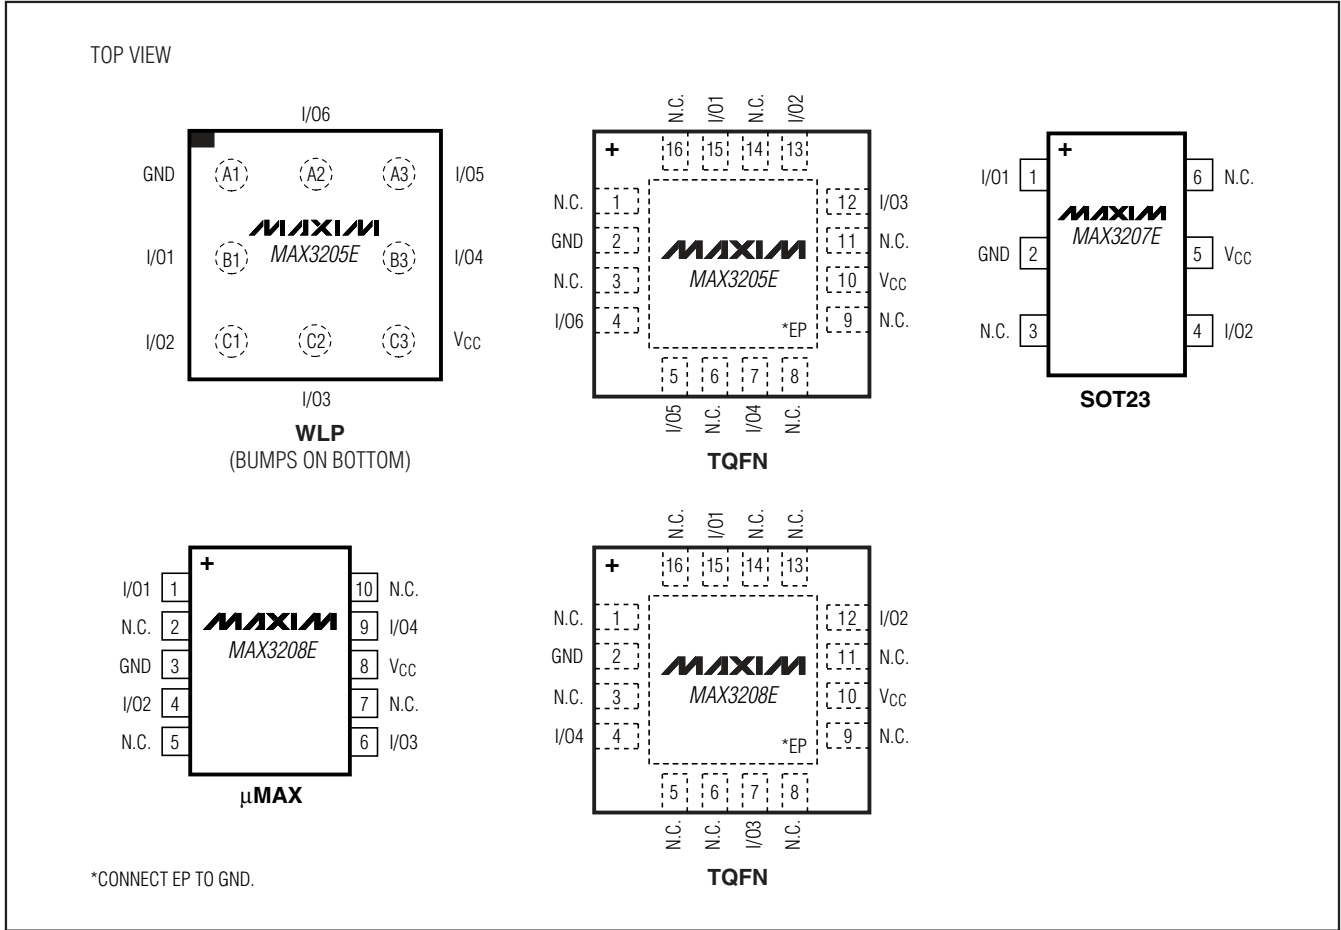 TOP VIEW
I/O6
GND A1 A2 A3 I/O5
MAXIM
MAX3205E
I/O1 B1 B3 I/O4
I/O2 C1 C2 C3 VCC
I/O3
WLP
(BUMPS ON BOTTOM)
N.C. I/O1 N.C. I/O2
+ 16 15 14 13
N.C. 1 12 I/O3
GND 2 11 N.C.
MAXIM
MAX3205E
N.C. 3 10 VCC
I/O6 4 9 N.C.
*EP
5 6 7 8
I/O5 N.C. I/O4 N.C.
TQFN
+
I/O1 1 6 N.C.
MAXIM
MAX3207E
GND 2 5 VCC
N.C. 3 4 I/O2
SOT23
+
I/O1 1 10 N.C.
N.C. 2 9 I/O4
MAXIM
MAX3208E
GND 3 8 VCC
I/O2 4 7 N.C.
N.C. 5 6 I/O3
µMAX
N.C. I/O1 N.C. N.C.
+ 16 15 14 13
N.C. 1 12 I/O2
GND 2 11 N.C.
MAXIM
MAX3208E
N.C. 3 10 VCC
I/O4 4 9 N.C.
*EP
5 6 7 8
N.C. N.C. I/O3 N.C.
TQFN
*CONNECT EP TO GND.